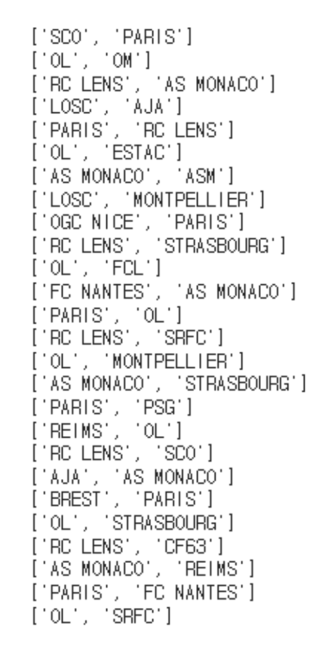 ['SCO', 'PARIS']
['OL', 'OM']
['RC LENS', 'AS MONACO']
['LOSC', 'AJA']
['PARIS', 'RC LENS']
['OL', 'ESTAC']
['AS MONACO', 'ASM']
['LOSC', 'MONTPELLIER']
['OGC NICE', 'PARIS']
['RC LENS', 'STRASBOURG']
['OL', 'FCL']
['FC NANTES', 'AS MONACO']
['PARIS', 'OL']
['RC LENS', 'SRFC']
['OL', 'MONTPELLIER']
['AS MONACO', 'STRASBOURG']
['PARIS', 'PSG']
['REIMS', 'OL']
['RC LENS', 'SCO']
['AJA', 'AS MONACO']
['BREST', 'PARIS']
['OL', 'STRASBOURG']
['RC LENS', 'CF63']
['AS MONACO', 'REIMS']
['PARIS', 'FC NANTES']
['OL', 'SRFC']